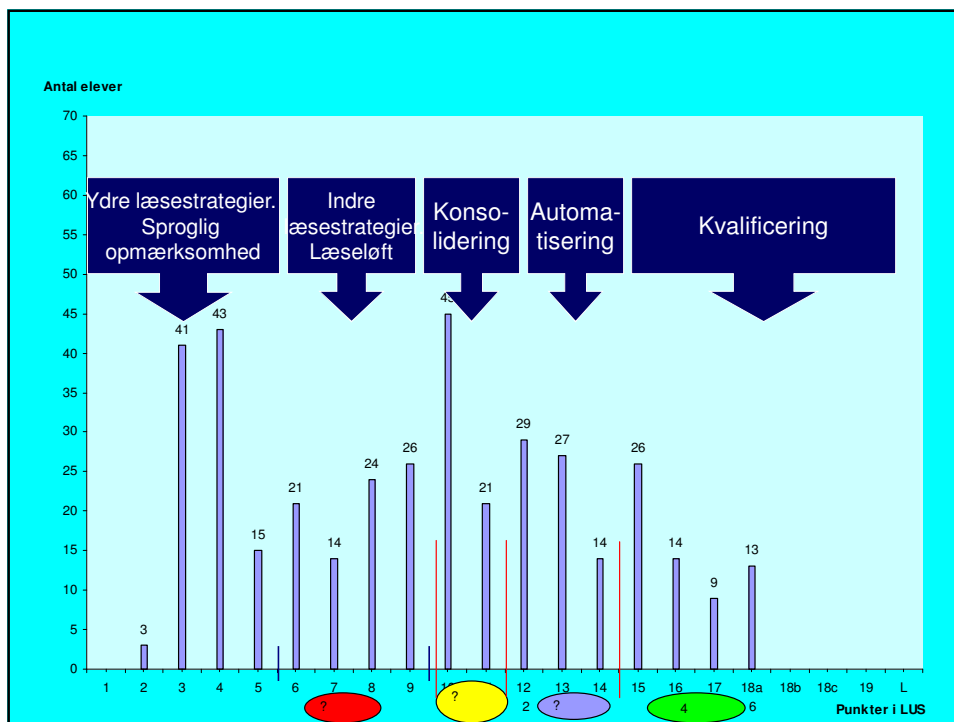 Antal elever
70
65
60
55
50
45
40
35
30
25
20
15
10
5
0
Ydre læsestrategier.
Sproglig
opmærksomhed
Indre
læsestrategier
Læseløft
Konso-
lidering
Automa-
tisering
Kvalificering
3
41
43
15
21
14
24
26
45
21
29
27
14
26
14
9
13
1 2 3 4 5 6 7 8 9 12 13 14 15 16 17 18a 18b 18c 19 L
? ? 2 ? 4 6
Punkter i LUS